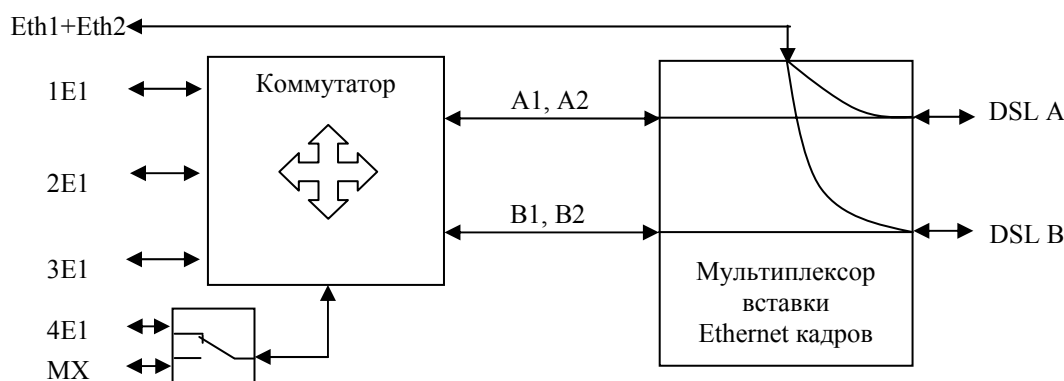 Eth1+Eth2
1E1
Коммутатор
A1, A2
DSL A
2E1
B1, B2
DSL B
3E1
Мультиплексор
вставки
Ethernet кадров
4E1
MX